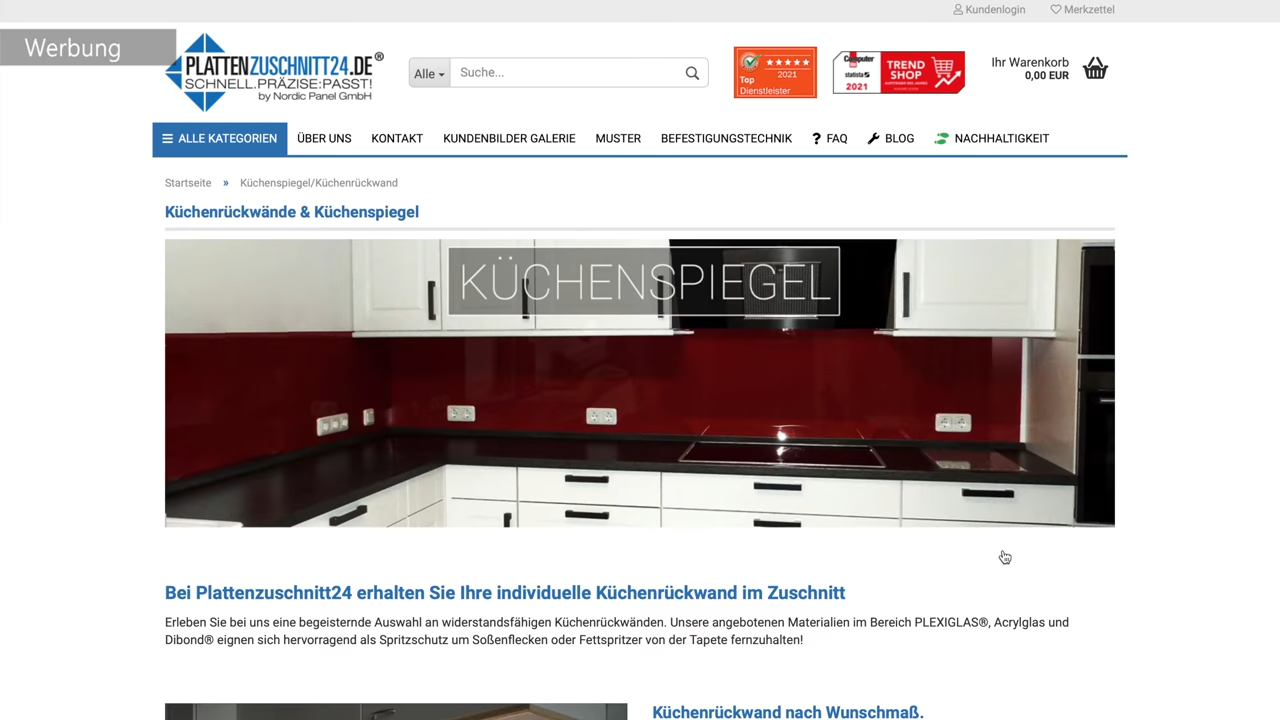 Kundenlogin Merkzettel
Werbung
PLATTENZUSCHNITT24.DE®
SCHNELL.PRÄZISE:PASST!
by Nordic Panel GmbH
Alle Suche...
2021
Top
Dienstleister
Computer
statista
2021
TREND
SHOP
Ihr Warenkorb
0,00 EUR
ALLE KATEGORIEN ÜBER UNS KONTAKT KUNDENBILDER GALERIE MUSTER BEFESTIGUNGSTECHNIK ? FAQ BLOG NACHHALTIGKEIT
Startseite » Küchenspiegel/Küchenrückwand
Küchenrückwände & Küchenspiegel
KÜCHENSPIEGEL
Bei Plattenzuschnitt24 erhalten Sie Ihre individuelle Küchenrückwand im Zuschnitt
Erleben Sie bei uns eine begeisternde Auswahl an widerstandsfähigen Küchenrückwänden. Unsere angebotenen Materialien im Bereich PLEXIGLAS®, Acrylglas und
Dibond® eignen sich hervorragend als Spritzschutz um Soßenflecken oder Fettspritzer von der Tapete fernzuhalten!
Küchenrückwand nach Wunschmaß.